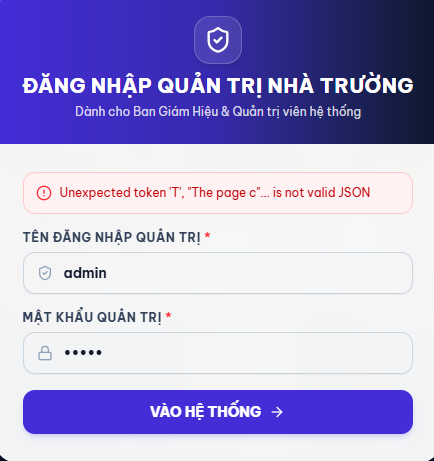 ĐĂNG NHẬP QUẢN TRỊ NHÀ TRƯỜNG
Dành cho Ban Giám Hiệu & Quản trị viên hệ thống
Unexpected token 'T', "The page c"... is not valid JSON
TÊN ĐĂNG NHẬP QUẢN TRỊ *
admin
MẬT KHẨU QUẢN TRỊ *
•••••
VÀO HỆ THỐNG →